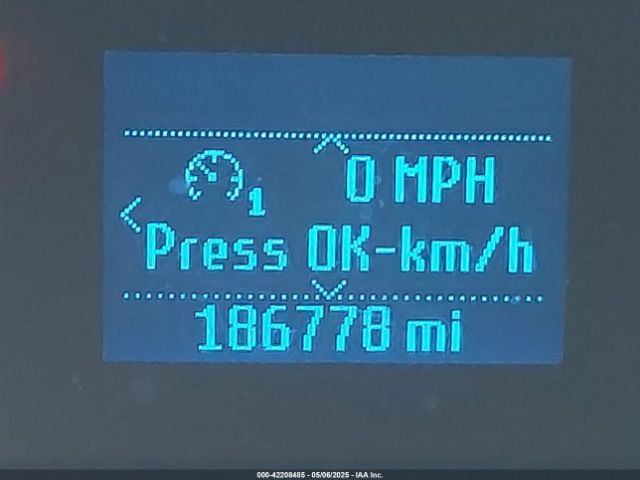 0 MPH
1
Press OK-km/h
186778 mi
000-42208485 - 05/06/2025 - IAA Inc.